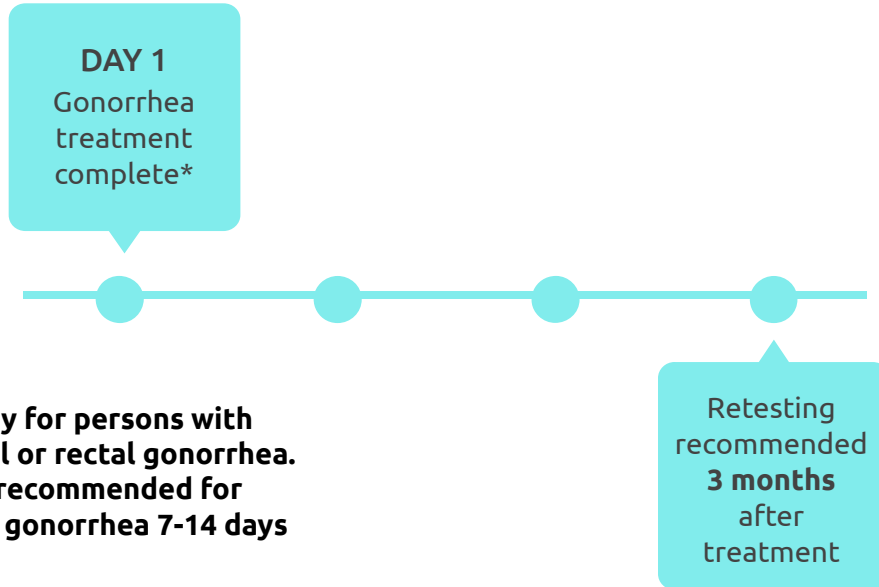 DAY 1
Gonorrhea
treatment
complete*
for persons with
or rectal gonorrhea.
recommended for
gonorrhea 7-14 days
Retesting
recommended
3 months
after
treatment